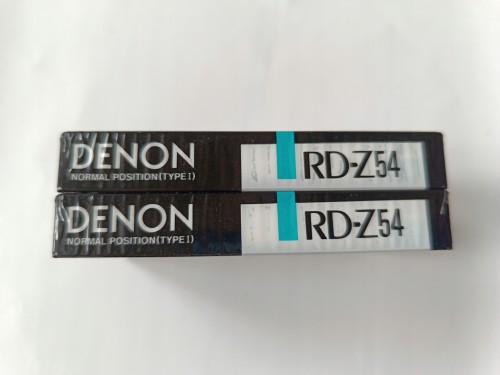 DENON
NORMAL POSITION(TYPE I)
RD-Z54
DENON
NORMAL POSITION(TYPE I)
RD-Z54